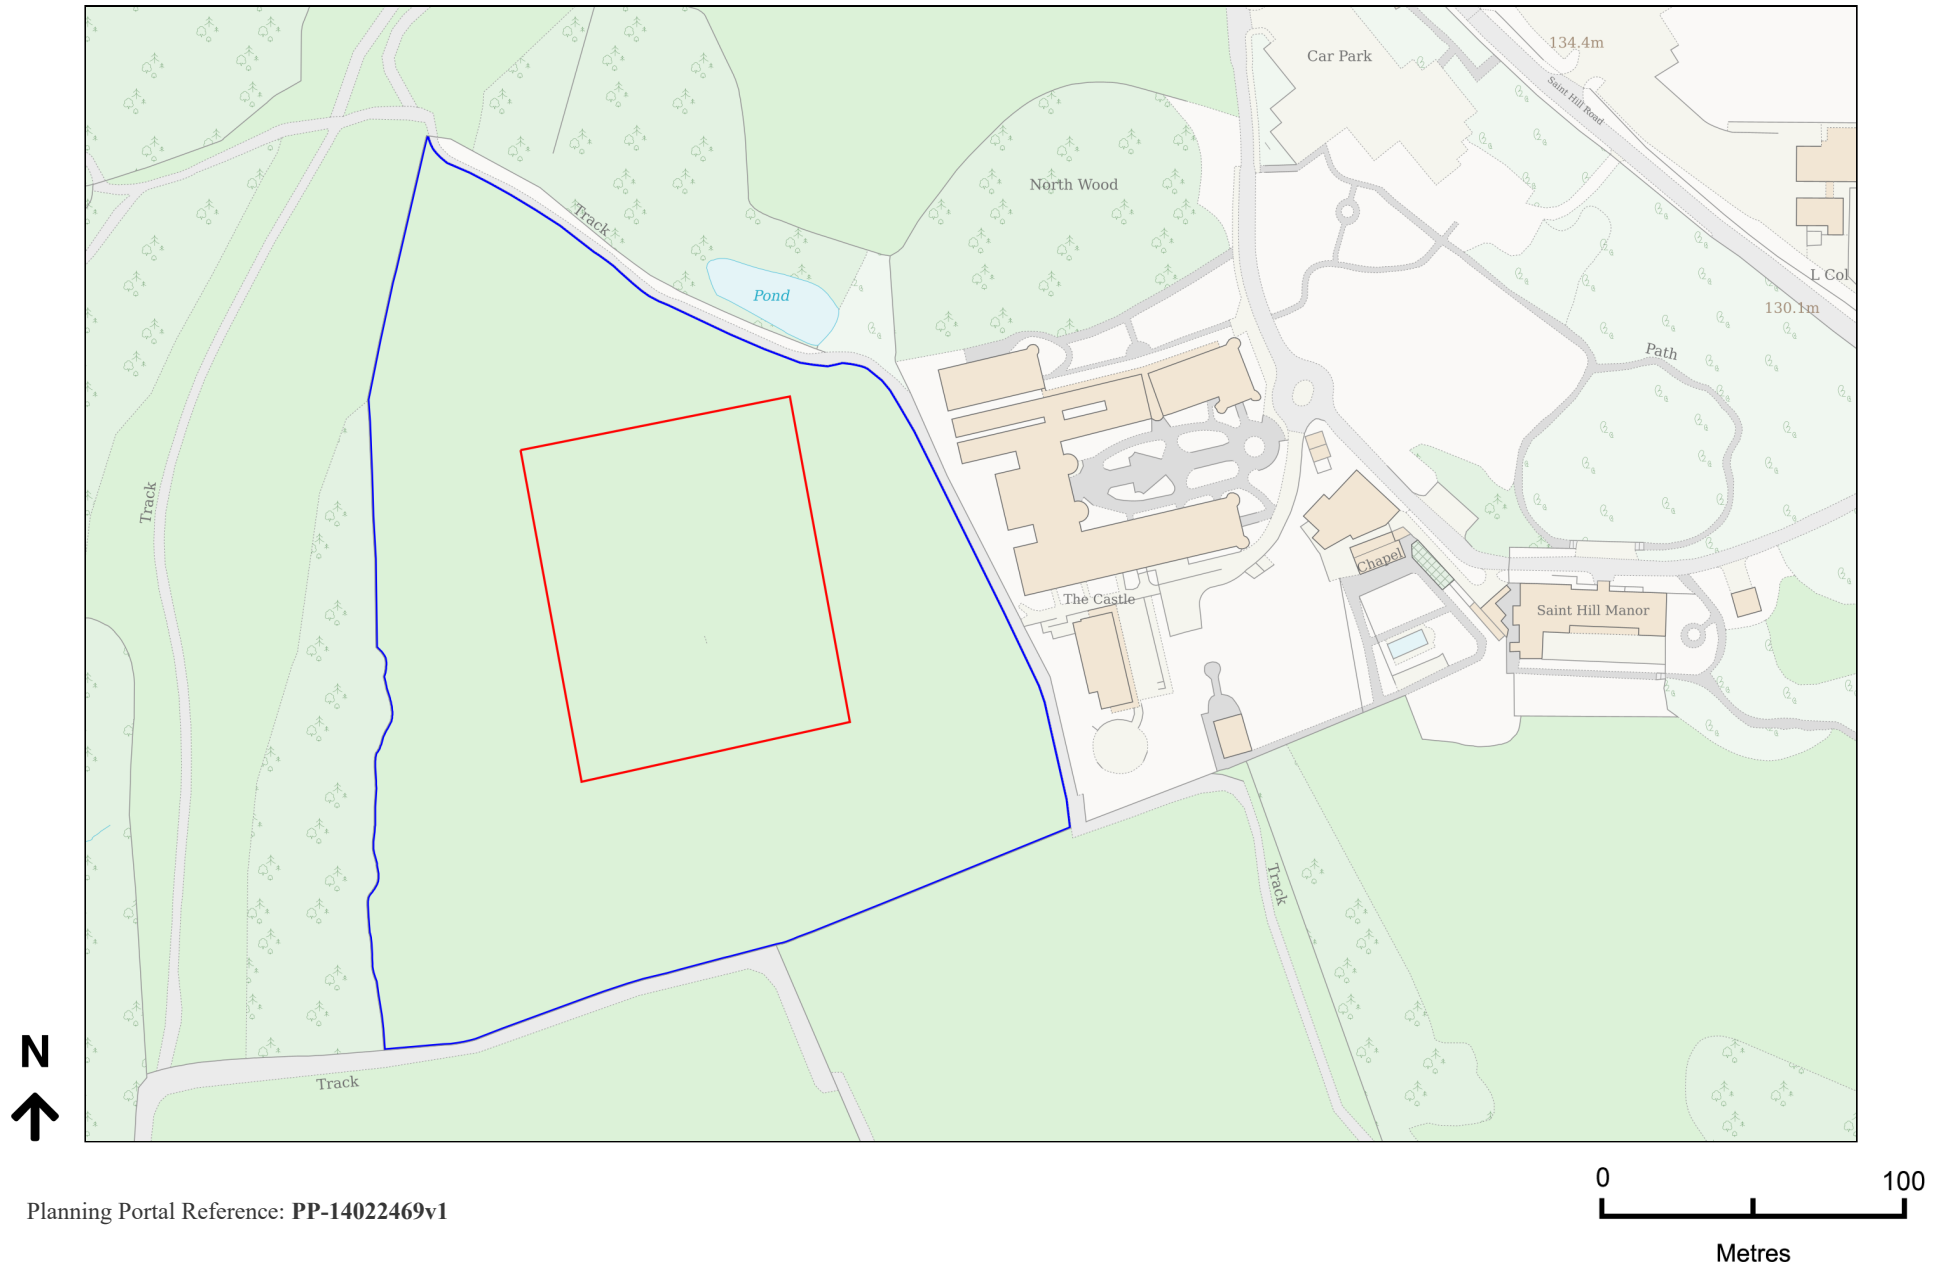 134.4m
Car Park
Saint Hill Road
North Wood
Track
L Col
Pond
130.1m
Path
Track
Chapel
The Castle
Saint Hill Manor
Track
N
Track
0 100
Planning Portal Reference: PP-14022469v1
Metres